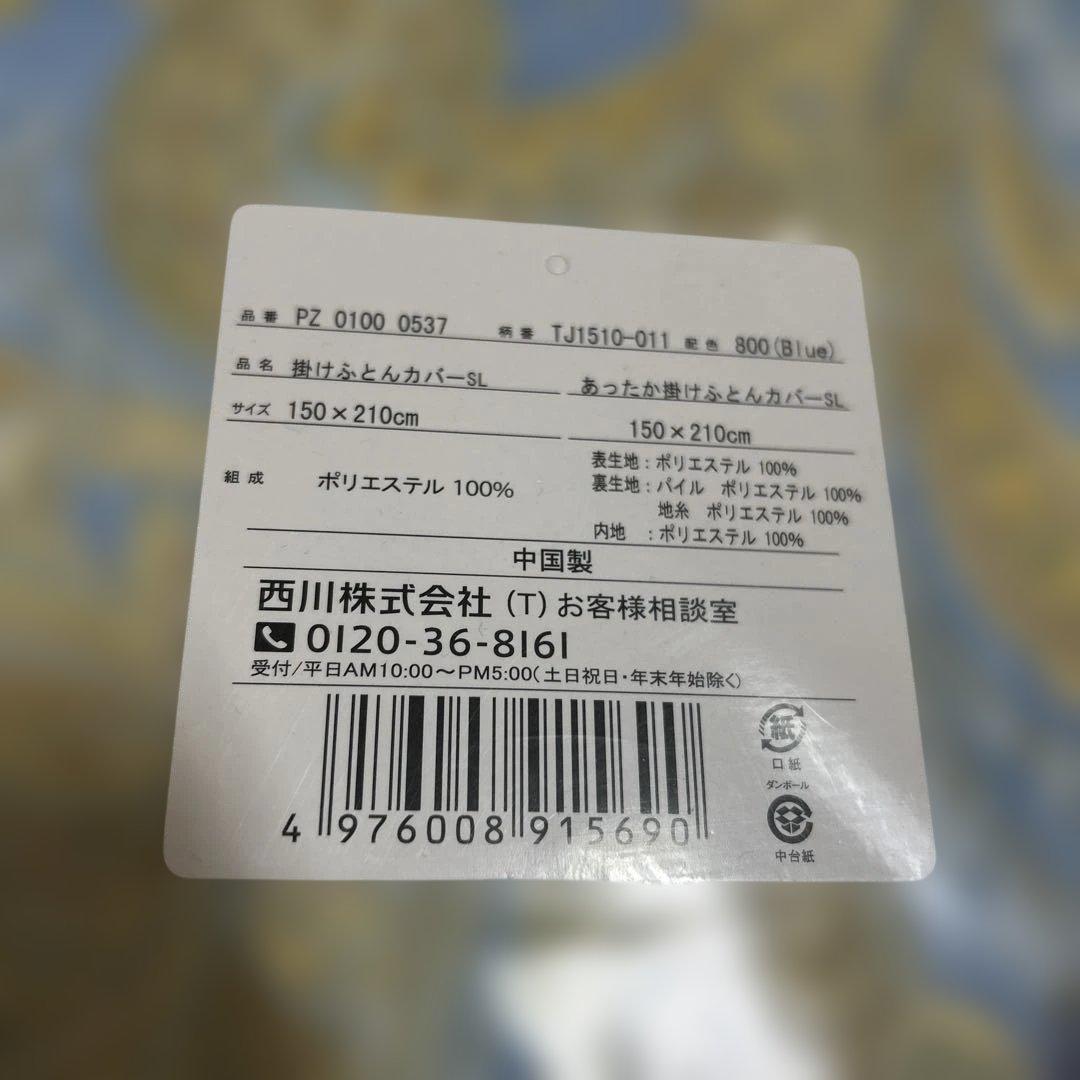 品番 PZ 0100 0537 柄番 TJ1510-011 配色 800(Blue)
品名 掛けふとんカバーSL あったか掛けふとんカバーSL
サイズ 150×210cm 150×210cm
組成 ポリエステル 100%
表生地:ポリエステル 100%
裏生地:パイル ポリエステル 100%
地糸 ポリエステル 100%
内地 :ポリエステル 100%
中国製
西川株式会社(T)お客様相談室
0120-36-8161
受付/平日AM10:00~PM5:00(土日祝日・年末年始除く)
4 976008 915690
紙
口紙
ダンボール
中台紙